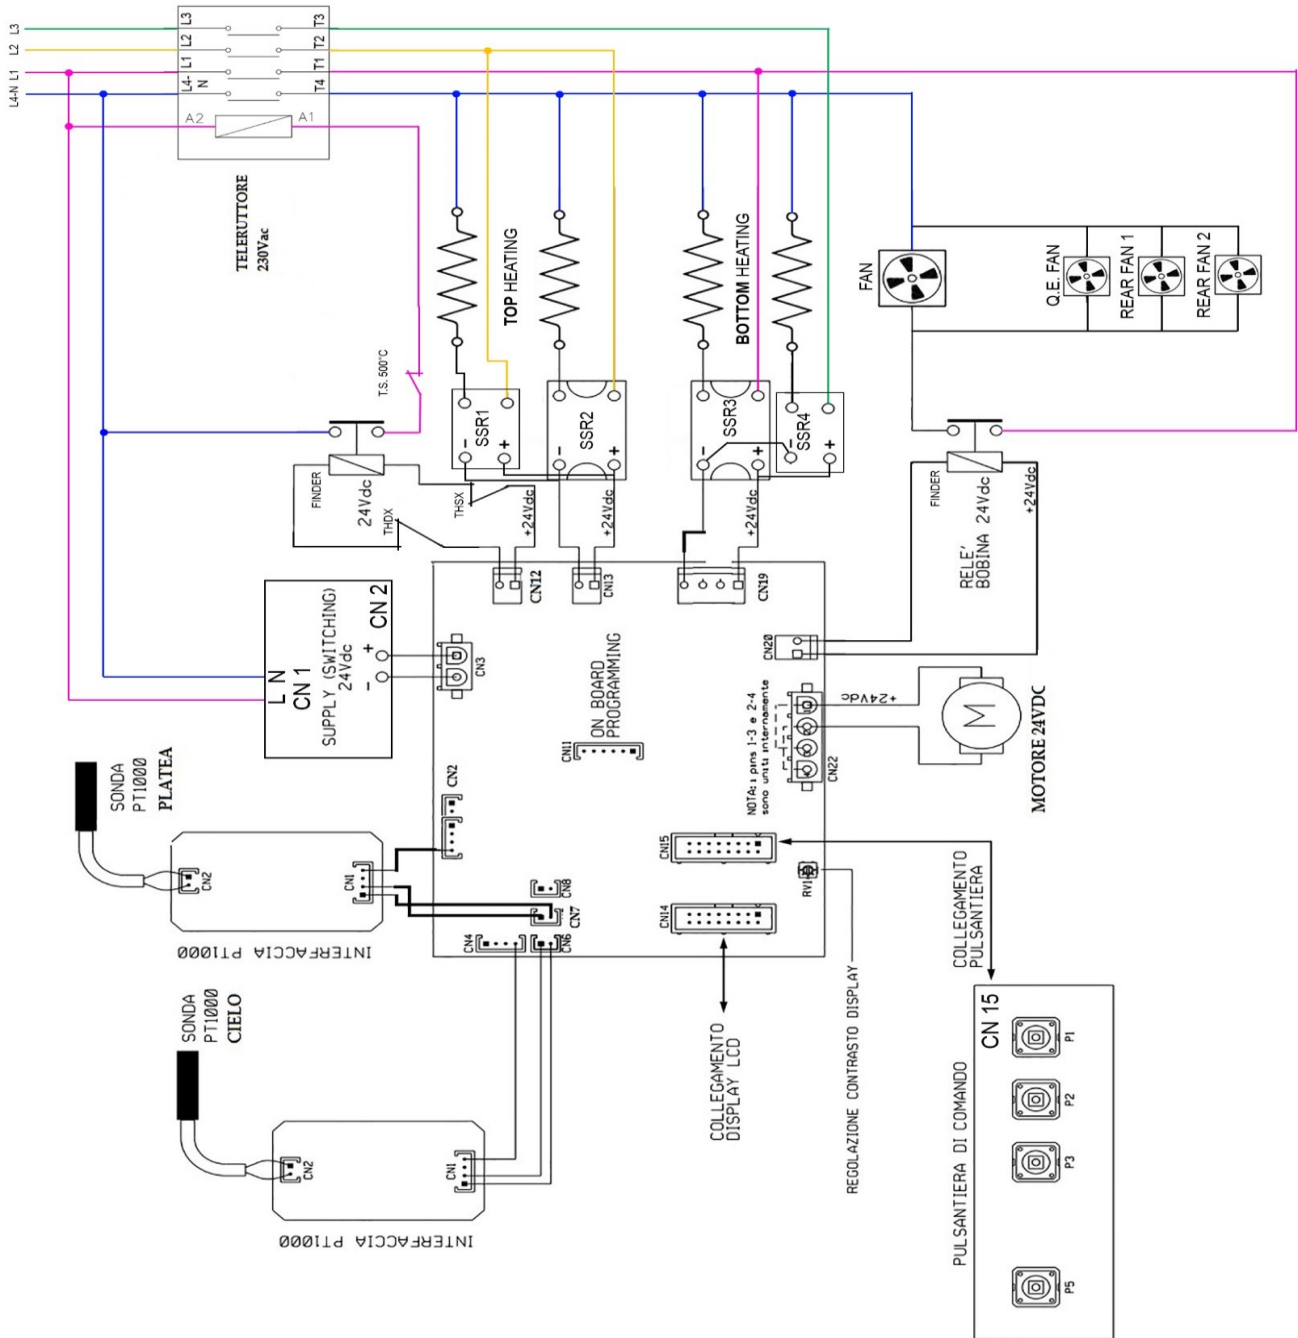 L3
L2
L1
L4-N
L3
L2
L1
L4-
N
T3
T2
T1
T4
A2
A1
TELERUTTORE
230Vac
T.S. 500°C
TOP HEATING
BOTTOM HEATING
FAN
Q.E. FAN
REAR FAN 1
REAR FAN 2
SSR1
- +
SSR2
- +
SSR3
- +
SSR4
- +
FINDER
24Vdc
THDX
THSX
+24Vdc
+24Vdc
+24Vdc
FINDER
RELE'
BOBINA 24Vdc
+24Vdc
CN12
CN13
CN19
CN20
L N
CN 1
SUPPLY (SWITCHING)
24Vdc
- +
CN 2
CN3
ON BOARD
PROGRAMMING
CN11
NOTA: i pins 1-3 e 2-4
sono uniti internamente
CN22
+24Vdc
M
MOTORE 24VDC
SONDA
PT1000
PLATEA
CN2
CN1
INTERFACCIA PT1000
CN2
CN8
CN7
CN4
CN6
CN15
CN14
RV1
SONDA
PT1000
CIELO
CN2
CN1
INTERFACCIA PT1000
COLLEGAMENTO
DISPLAY LCD
REGOLAZIONE CONTRASTO DISPLAY
COLLEGAMENTO
PULSANTIERA
PULSANTIERA DI COMANDO
CN 15
P1
P2
P3
P5